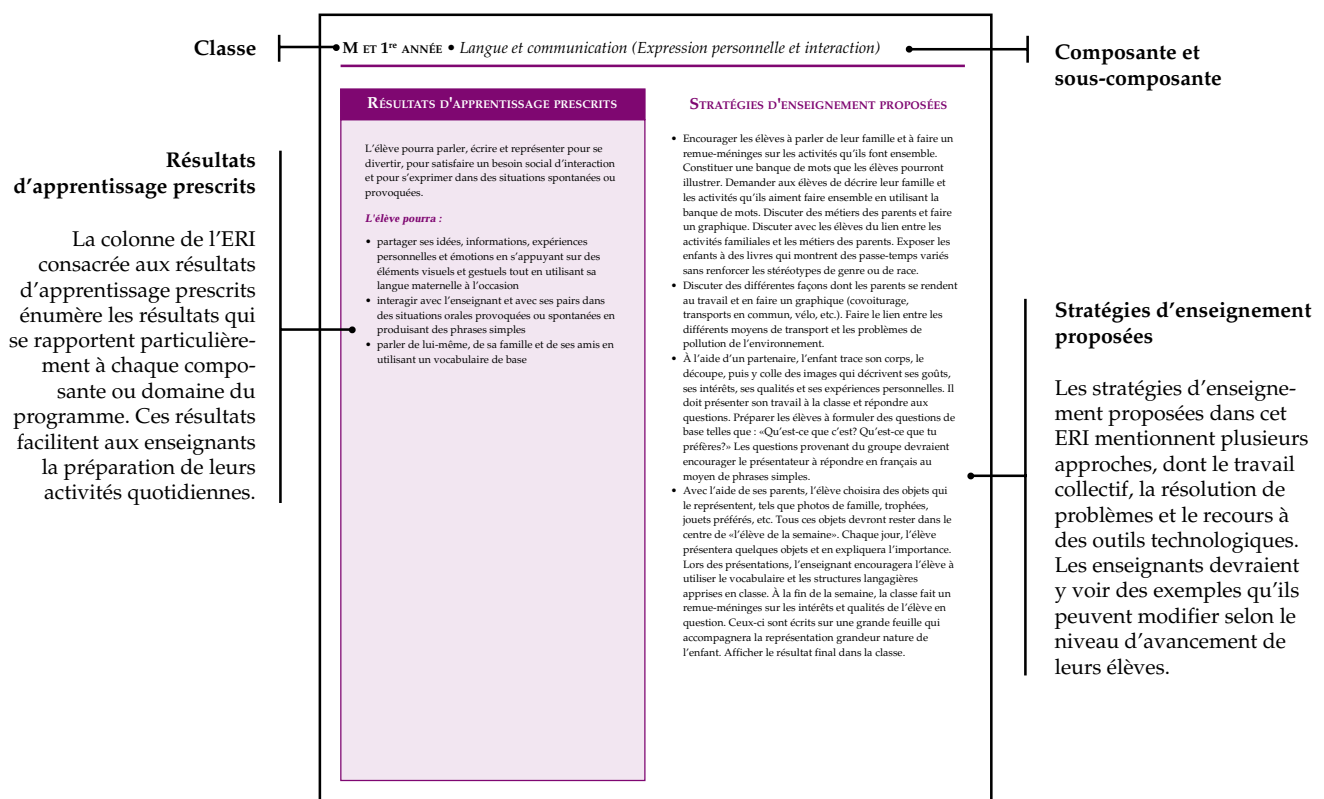 Classe
M ET 1re ANNÉE • Langue et communication (Expression personnelle et interaction)
Composante et
sous-composante
Résultats
d'apprentissage prescrits
La colonne de l'ERI
consacrée aux résultats
d'apprentissage prescrits
énumère les résultats qui
se rapportent particulière-
ment à chaque compo-
sante ou domaine du
programme. Ces résultats
facilitent aux enseignants
la préparation de leurs
activités quotidiennes.
RÉSULTATS D'APPRENTISSAGE PRESCRITS
L'élève pourra parler, écrire et représenter pour se
divertir, pour satisfaire un besoin social d'interaction
et pour s'exprimer dans des situations spontanées ou
provoquées.
L'élève pourra :
• partager ses idées, informations, expériences
personnelles et émotions en s'appuyant sur des
éléments visuels et gestuels tout en utilisant sa
langue maternelle à l'occasion
• interagir avec l'enseignant et avec ses pairs dans
des situations orales provoquées ou spontanées en
produisant des phrases simples
• parler de lui-même, de sa famille et de ses amis en
utilisant un vocabulaire de base
STRATÉGIES D'ENSEIGNEMENT PROPOSÉES
• Encourager les élèves à parler de leur famille et à faire un
remue-méninges sur les activités qu'ils font ensemble.
Constituer une banque de mots que les élèves pourront
illustrer. Demander aux élèves de décrire leur famille et
les activités qu'ils aiment faire ensemble en utilisant la
banque de mots. Discuter des métiers des parents et faire
un graphique. Discuter avec les élèves du lien entre les
activités familiales et les métiers des parents. Exposer les
enfants à des livres qui montrent des passe-temps variés
sans renforcer les stéréotypes de genre ou de race.
• Discuter des différentes façons dont les parents se rendent
au travail et en faire un graphique (covoiturage,
transports en commun, vélo, etc.). Faire le lien entre les
différents moyens de transport et les problèmes de
pollution de l'environnement.
• À l'aide d'un partenaire, l'enfant trace son corps, le
découpe, puis y colle des images qui décrivent ses goûts,
ses intérêts, ses qualités et ses expériences personnelles. Il
doit présenter son travail à la classe et répondre aux
questions. Préparer les élèves à formuler des questions de
base telles que : «Qu'est-ce que c'est? Qu'est-ce que tu
préfères?» Les questions provenant du groupe devraient
encourager le présentateur à répondre en français au
moyen de phrases simples.
• Avec l'aide de ses parents, l'élève choisira des objets qui
le représentent, tels que photos de famille, trophées,
jouets préférés, etc. Tous ces objets devront rester dans le
centre de «l'élève de la semaine». Chaque jour, l'élève
présentera quelques objets et en expliquera l'importance.
Lors des présentations, l'enseignant encouragera l'élève à
utiliser le vocabulaire et les structures langagières
apprises en classe. À la fin de la semaine, la classe fait un
remue-méninges sur les intérêts et qualités de l'élève en
question. Ceux-ci sont écrits sur une grande feuille qui
accompagnera la représentation grandeur nature de
l'enfant. Afficher le résultat final dans la classe.
Stratégies d'enseignement
proposées
Les stratégies d'enseigne-
ment proposées dans cet
ERI mentionnent plusieurs
approches, dont le travail
collectif, la résolution de
problèmes et le recours à
des outils technologiques.
Les enseignants devraient
y voir des exemples qu'ils
peuvent modifier selon le
niveau d'avancement de
leurs élèves.